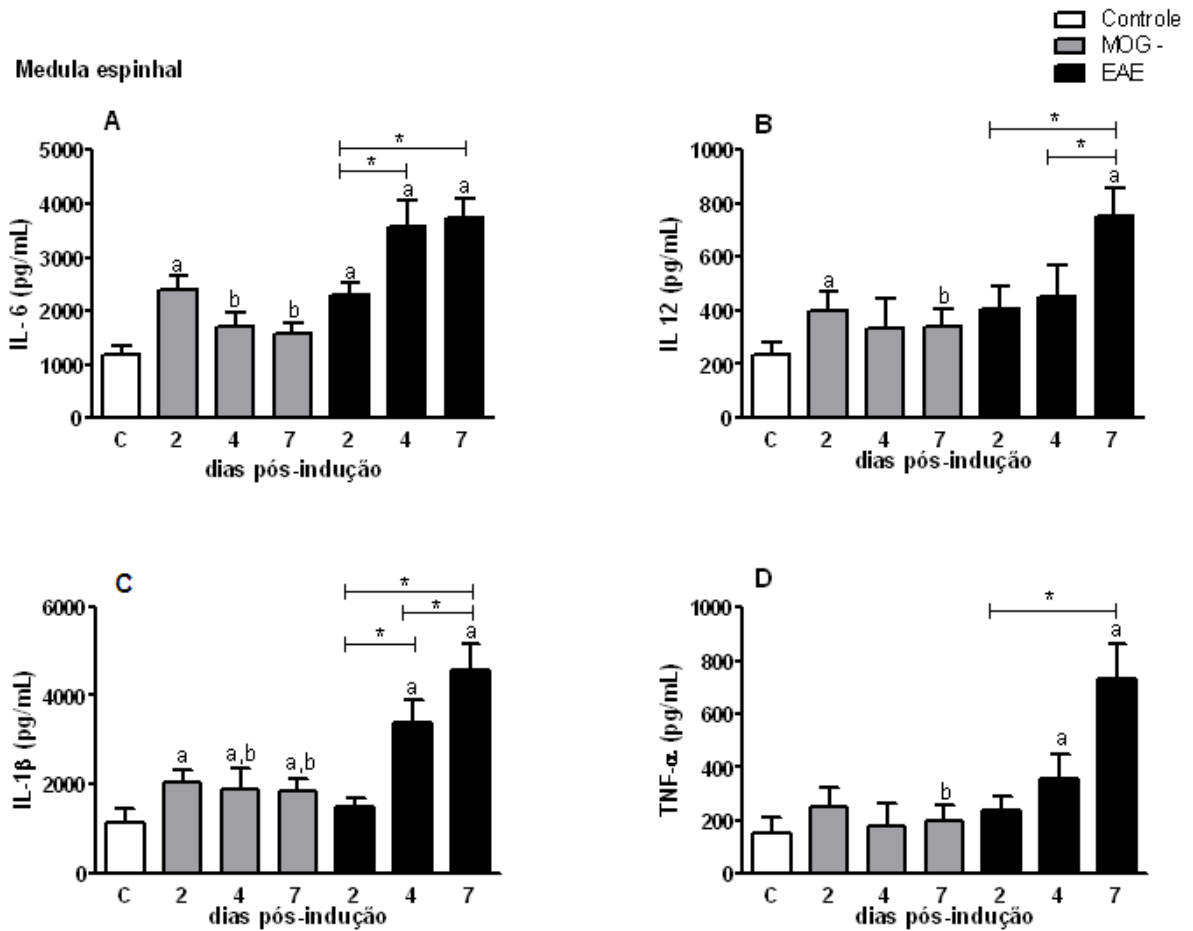 Controle
MOG -
EAE
Medula espinhal
A
*
*
IL- 6 (pg/mL)
5000
4000
3000
2000
1000
0
a
b
b
a
a
a
C 2 4 7 2 4 7
dias pós-indução
B
*
*
IL 12 (pg/mL)
1000
800
600
400
200
0
a
b
a
C 2 4 7 2 4 7
dias pós-indução
C
*
*
*
IL-1β (pg/mL)
6000
4000
2000
0
a
a,b
a,b
a
a
C 2 4 7 2 4 7
dias pós-indução
D
*
TNF-α (pg/mL)
1000
800
600
400
200
0
b
a
a
C 2 4 7 2 4 7
dias pós-indução